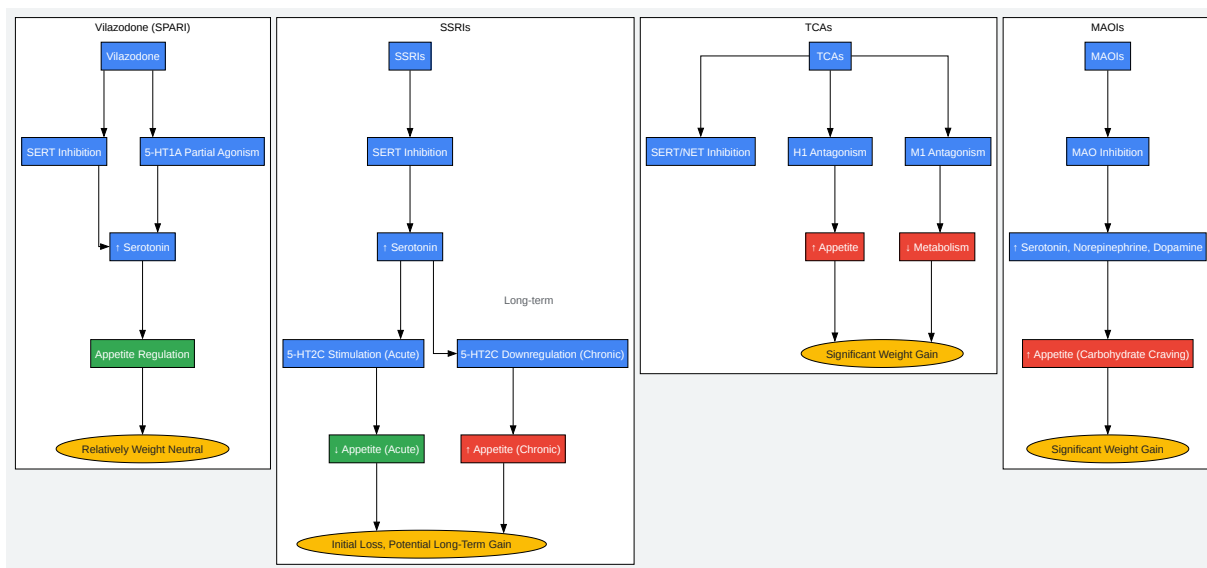 Vilazodone (SPARI)
Vilazodone
SERT Inhibition
5-HT1A Partial Agonism
↑ Serotonin
Appetite Regulation
Relatively Weight Neutral
SSRIs
SSRIs
SERT Inhibition
↑ Serotonin
Long-term
5-HT2C Stimulation (Acute)
5-HT2C Downregulation (Chronic)
↓ Appetite (Acute)
↑ Appetite (Chronic)
Initial Loss, Potential Long-Term Gain
TCAs
TCAs
SERT/NET Inhibition
H1 Antagonism
M1 Antagonism
↑ Appetite
↓ Metabolism
Significant Weight Gain
MAOIs
MAOIs
MAO Inhibition
↑ Serotonin, Norepinephrine, Dopamine
↑ Appetite (Carbohydrate Craving)
Significant Weight Gain